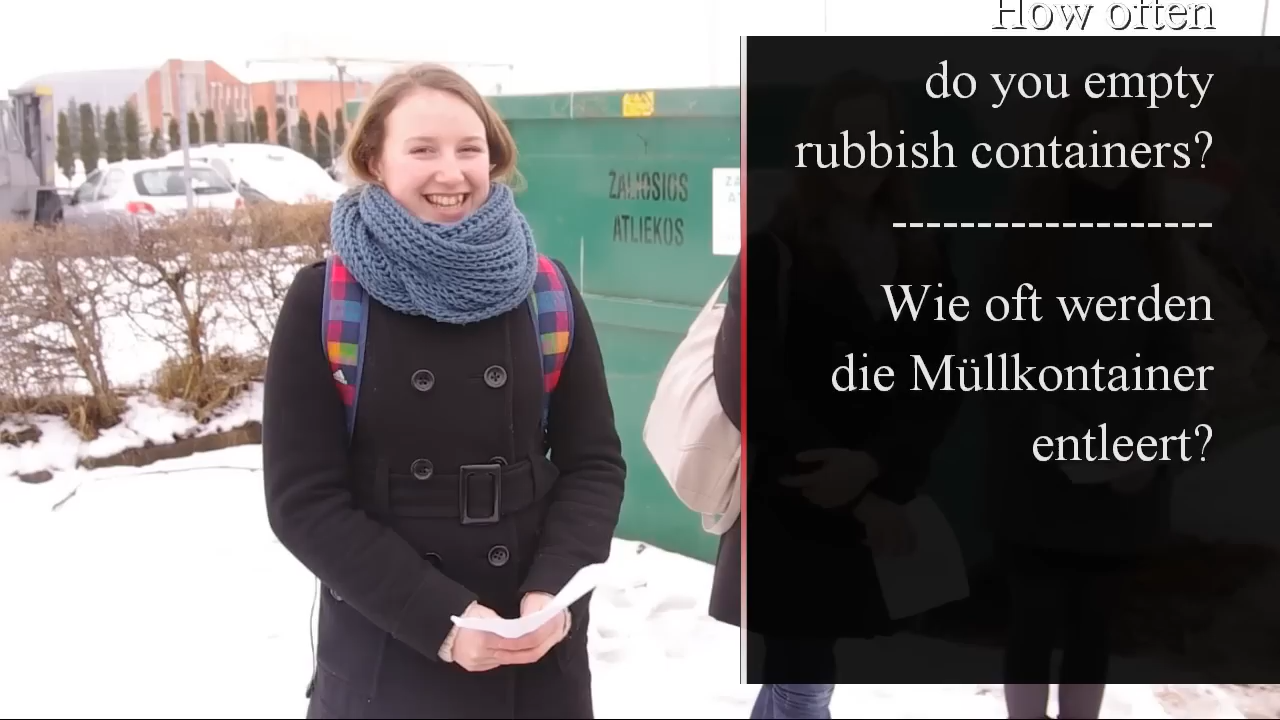 How often
do you empty
rubbish containers?
-------------------
Wie oft werden
die Müllkontainer
entleert?
ŽALIOSIOS
ATLIEKOS